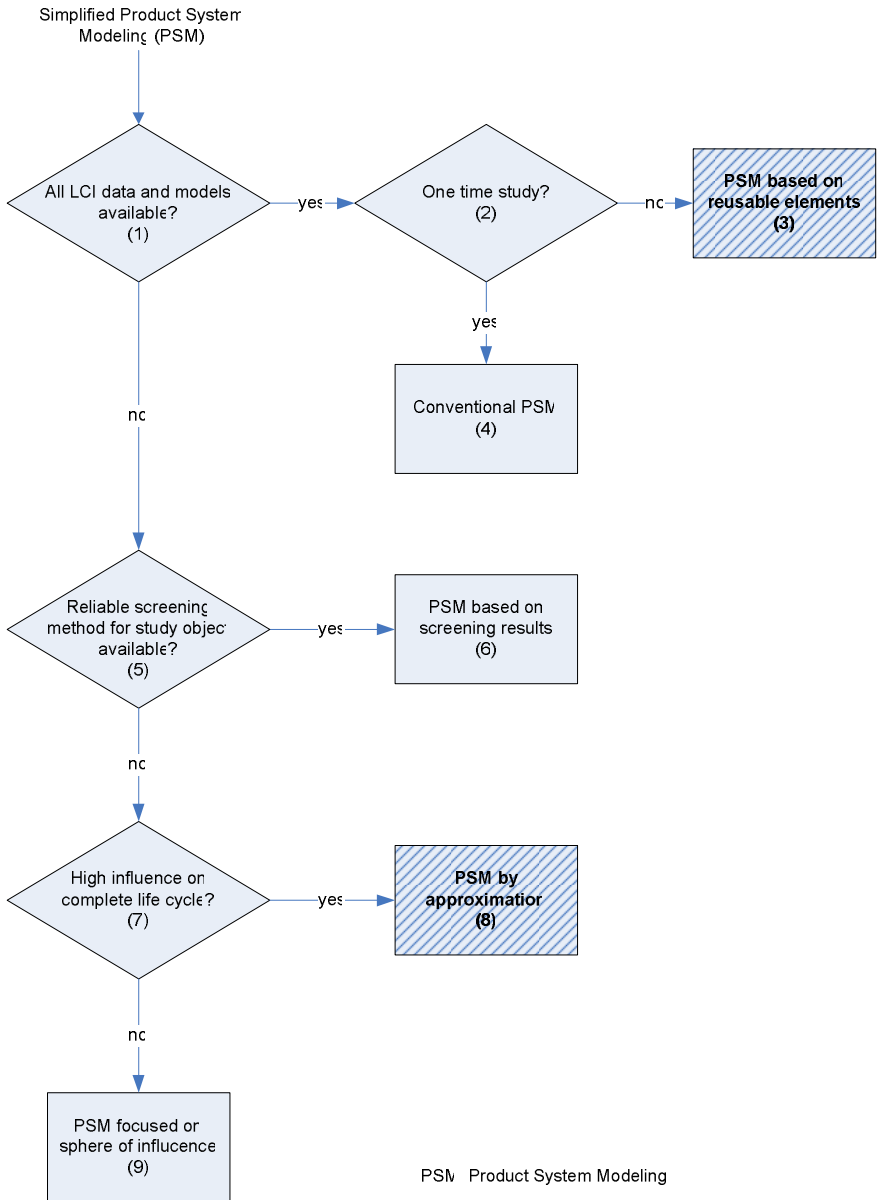 Simplified Product System
Modeling (PSM)
All LCI data and models
available?
(1)
yes
One time study?
(2)
no
PSM based on
reusable elements
(3)
yes
Conventional PSM
(4)
no
Reliable screening
method for study object
available?
(5)
yes
PSM based on
screening results
(6)
no
High influence on
complete life cycle?
(7)
yes
PSM by
approximation
(8)
no
PSM focused on
sphere of influcence
(9)
PSM Product System Modeling